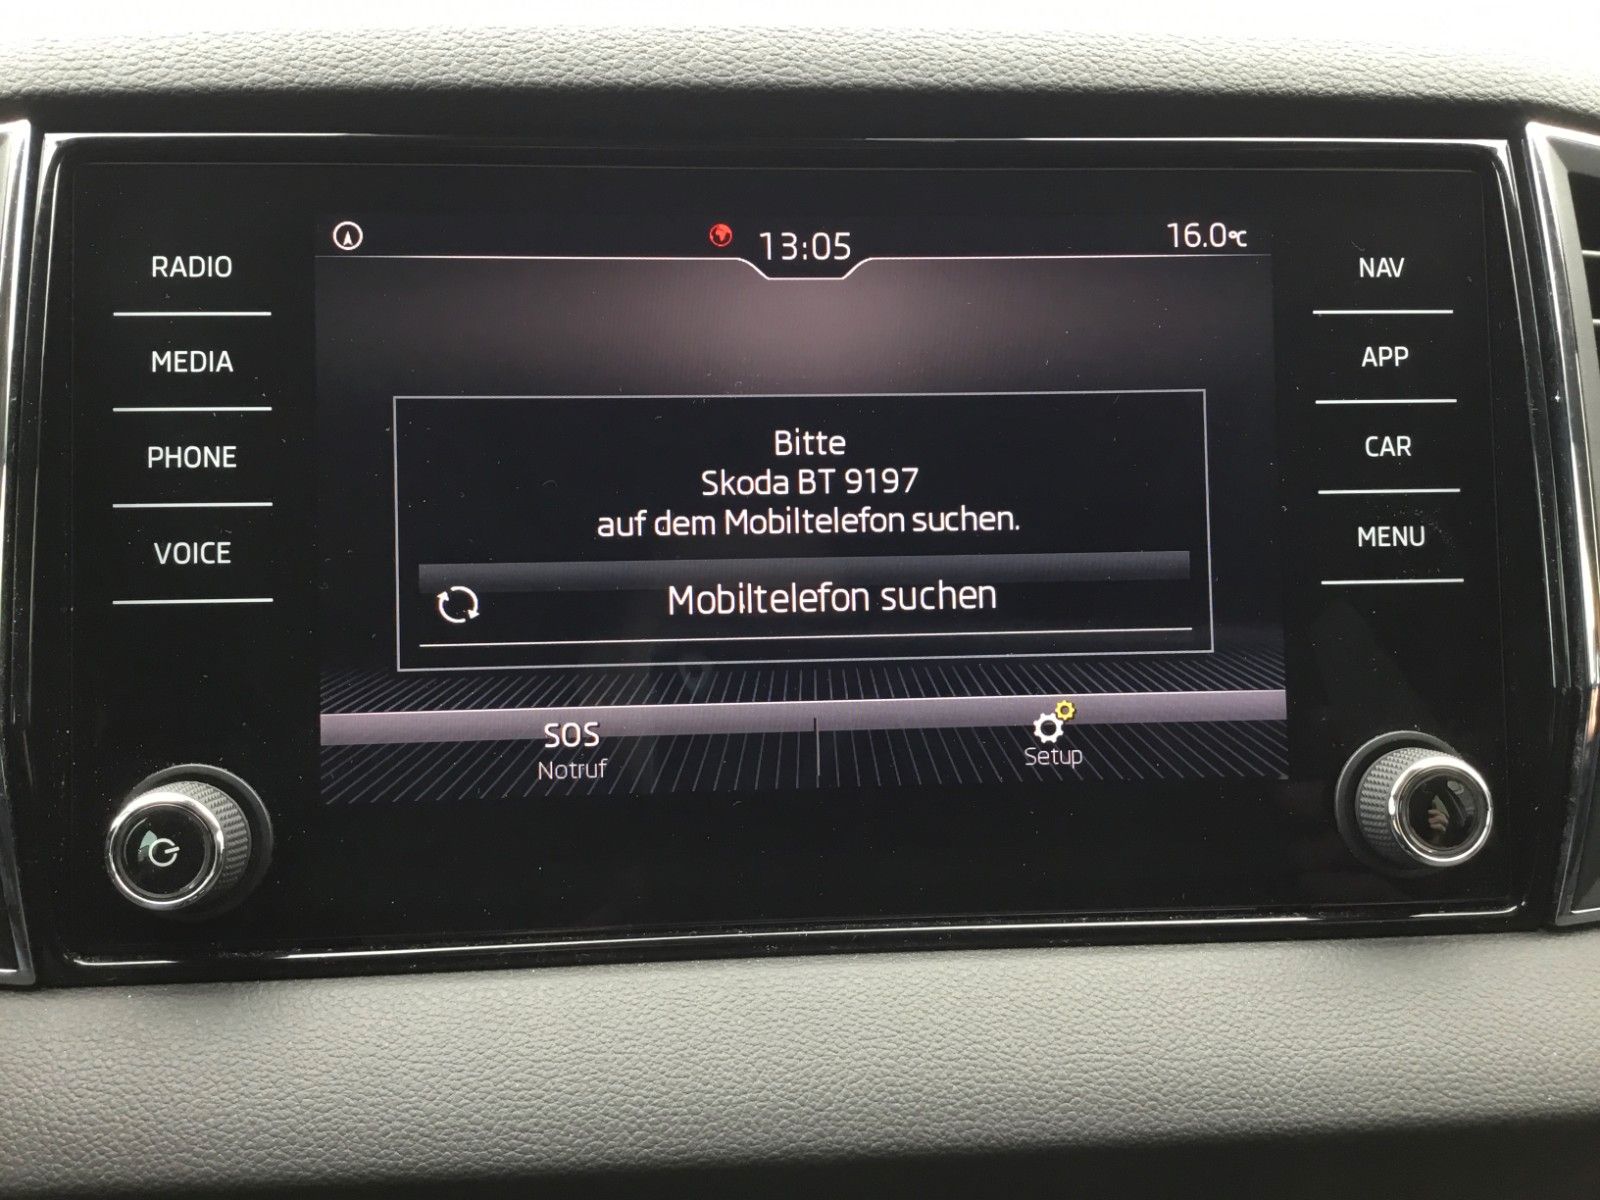 RADIO
MEDIA
PHONE
VOICE
13:05
16.0°C
Bitte
Skoda BT 9197
auf dem Mobiltelefon suchen.
Mobiltelefon suchen
SOS
Notruf
Setup
NAV
APP
CAR
MENU